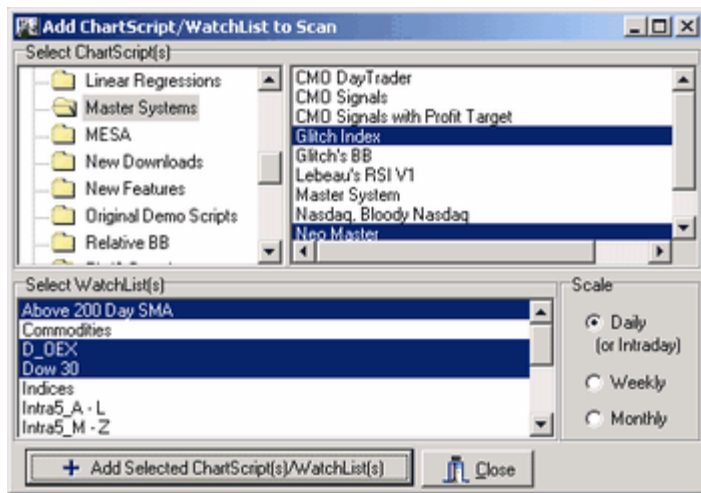 Add ChartScript/WatchList to Scan
Select ChartScript(s)
Linear Regressions
Master Systems
MESA
New Downloads
New Features
Original Demo Scripts
Relative BB
CMO DayTrader
CMO Signals
CMO Signals with Profit Target
Glitch Index
Glitch's BB
Lebeau's RSI V1
Master System
Nasdaq, Bloody Nasdaq
Neo Master
Select WatchList(s)
Above 200 Day SMA
Commodities
D_OEX
Dow 30
Indices
Intra5_A - L
Intra5_M - Z
Scale
Daily
(or Intraday)
Weekly
Monthly
Add Selected ChartScript(s)/WatchList(s)
Close